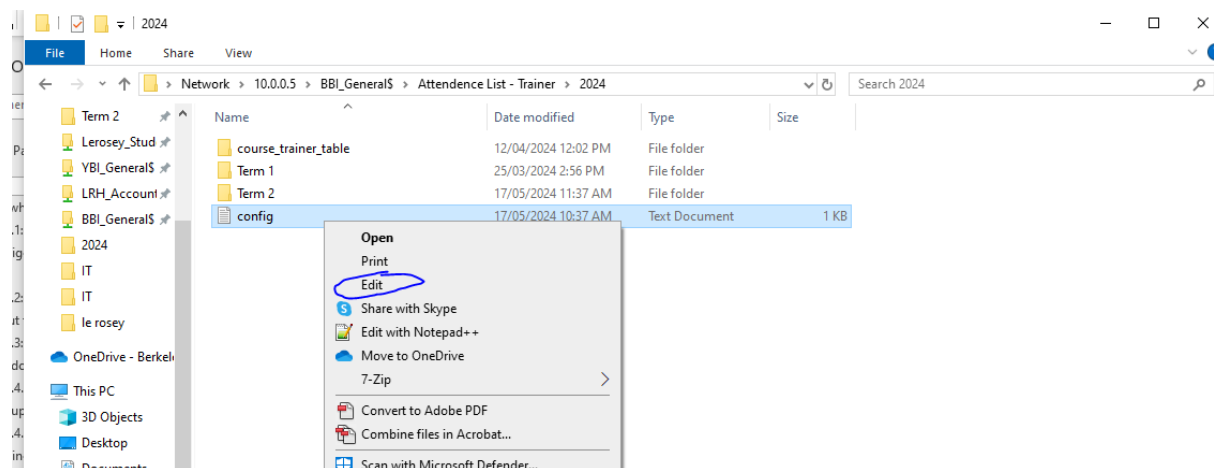 2024
File Home Share View
Network > 10.0.0.5 > BBI_General$ > Attendence List - Trainer > 2024
Search 2024
Name Date modified Type Size
Term 2
Lerosey_Stud
YBI_General$
LRH_Account
BBI_General$
2024
IT
IT
le rosey
OneDrive - Berkel
This PC
3D Objects
Desktop
Documents
course_trainer_table 12/04/2024 12:02 PM File folder
Term 1 25/03/2024 2:56 PM File folder
Term 2 17/05/2024 11:37 AM File folder
config 17/05/2024 10:37 AM Text Document 1 KB
Open
Print
Edit
Share with Skype
Edit with Notepad++
Move to OneDrive
7-Zip
Convert to Adobe PDF
Combine files in Acrobat...
Scan with Microsoft Defender...